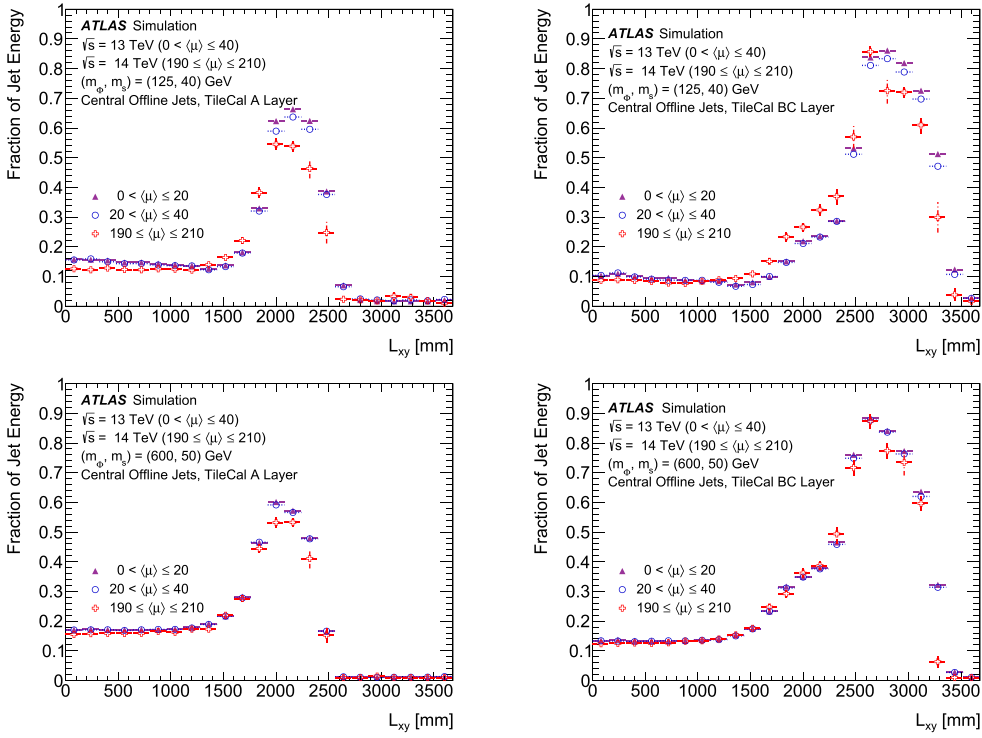 ATLAS Simulation
√s = 13 TeV (0 < ⟨μ⟩ ≤ 40)
√s = 14 TeV (190 ≤ ⟨μ⟩ ≤ 210)
(mΦ, ms) = (125, 40) GeV
Central Offline Jets, TileCal A Layer
0 < ⟨μ⟩ ≤ 20
20 < ⟨μ⟩ ≤ 40
190 ≤ ⟨μ⟩ ≤ 210
Fraction of Jet Energy
1
0.9
0.8
0.7
0.6
0.5
0.4
0.3
0.2
0.1
0
0 500 1000 1500 2000 2500 3000 3500
Lxy [mm]
ATLAS Simulation
√s = 13 TeV (0 < ⟨μ⟩ ≤ 40)
√s = 14 TeV (190 ≤ ⟨μ⟩ ≤ 210)
(mΦ, ms) = (125, 40) GeV
Central Offline Jets, TileCal BC Layer
0 < ⟨μ⟩ ≤ 20
20 < ⟨μ⟩ ≤ 40
190 ≤ ⟨μ⟩ ≤ 210
Fraction of Jet Energy
1
0.9
0.8
0.7
0.6
0.5
0.4
0.3
0.2
0.1
0
0 500 1000 1500 2000 2500 3000 3500
Lxy [mm]
ATLAS Simulation
√s = 13 TeV (0 < ⟨μ⟩ ≤ 40)
√s = 14 TeV (190 ≤ ⟨μ⟩ ≤ 210)
(mΦ, ms) = (600, 50) GeV
Central Offline Jets, TileCal A Layer
0 < ⟨μ⟩ ≤ 20
20 < ⟨μ⟩ ≤ 40
190 ≤ ⟨μ⟩ ≤ 210
Fraction of Jet Energy
1
0.9
0.8
0.7
0.6
0.5
0.4
0.3
0.2
0.1
0
0 500 1000 1500 2000 2500 3000 3500
Lxy [mm]
ATLAS Simulation
√s = 13 TeV (0 < ⟨μ⟩ ≤ 40)
√s = 14 TeV (190 ≤ ⟨μ⟩ ≤ 210)
(mΦ, ms) = (600, 50) GeV
Central Offline Jets, TileCal BC Layer
0 < ⟨μ⟩ ≤ 20
20 < ⟨μ⟩ ≤ 40
190 ≤ ⟨μ⟩ ≤ 210
Fraction of Jet Energy
1
0.9
0.8
0.7
0.6
0.5
0.4
0.3
0.2
0.1
0
0 500 1000 1500 2000 2500 3000 3500
Lxy [mm]